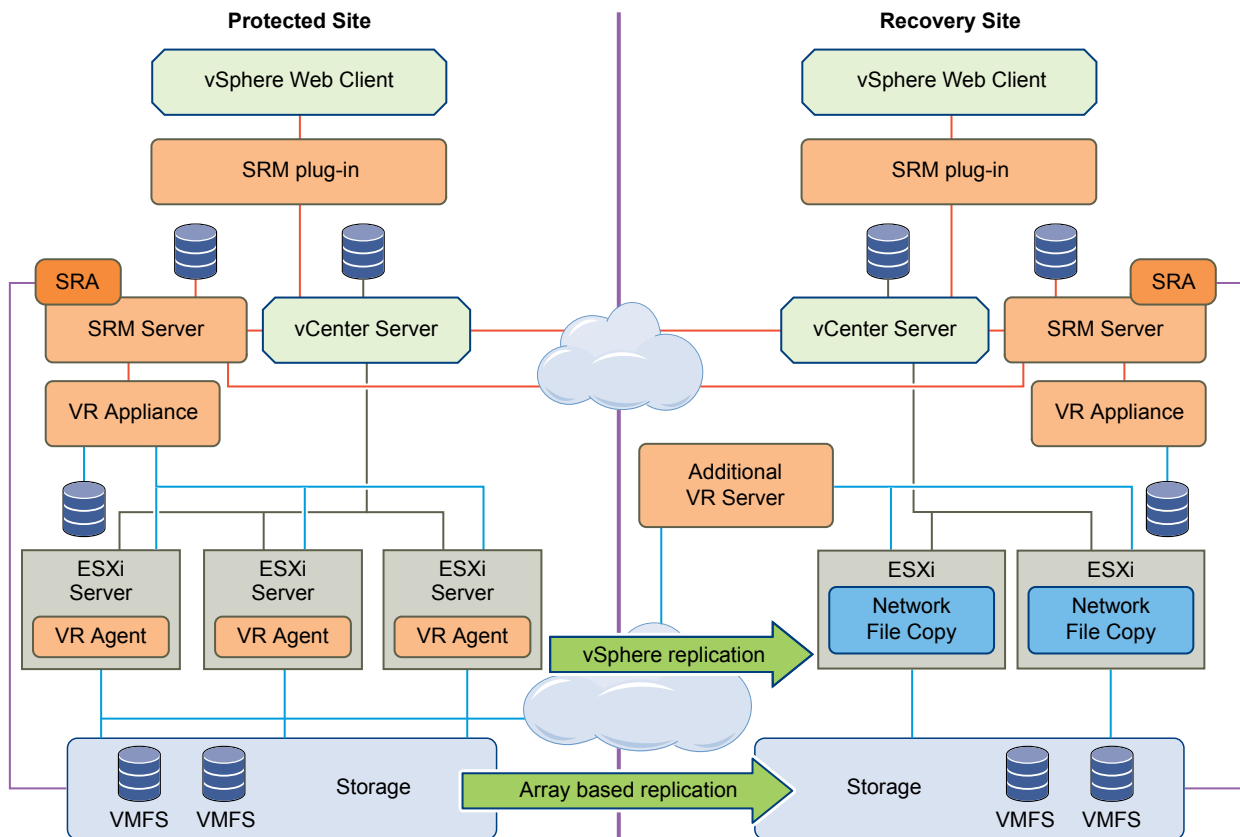 Protected Site
Recovery Site
vSphere Web Client
vSphere Web Client
SRM plug-in
SRM plug-in
SRA
SRA
SRM Server
vCenter Server
vCenter Server
SRM Server
VR Appliance
VR Appliance
Additional
VR Server
ESXi
Server
VR Agent
ESXi
Server
VR Agent
ESXi
Server
VR Agent
ESXi
Network
File Copy
ESXi
Network
File Copy
vSphere replication
Storage
VMFS
VMFS
Array based replication
Storage
VMFS
VMFS